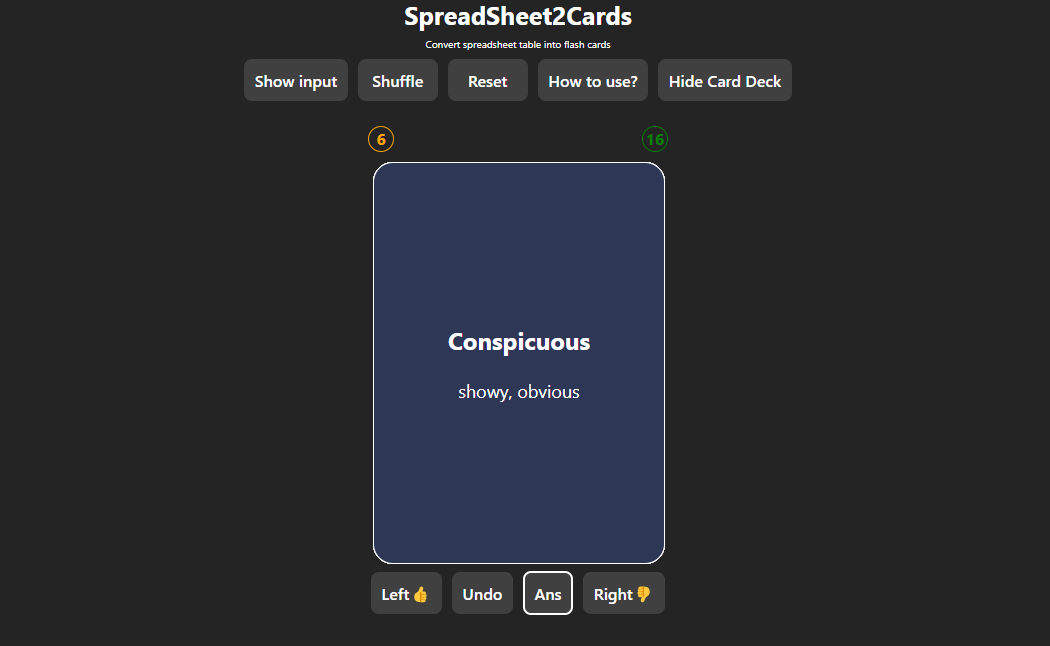 SpreadSheet2Cards
Convert spreadsheet table into flash cards
Show input Shuffle Reset How to use? Hide Card Deck
6 16
Conspicuous
showy, obvious
Left👍 Undo Ans Right👎